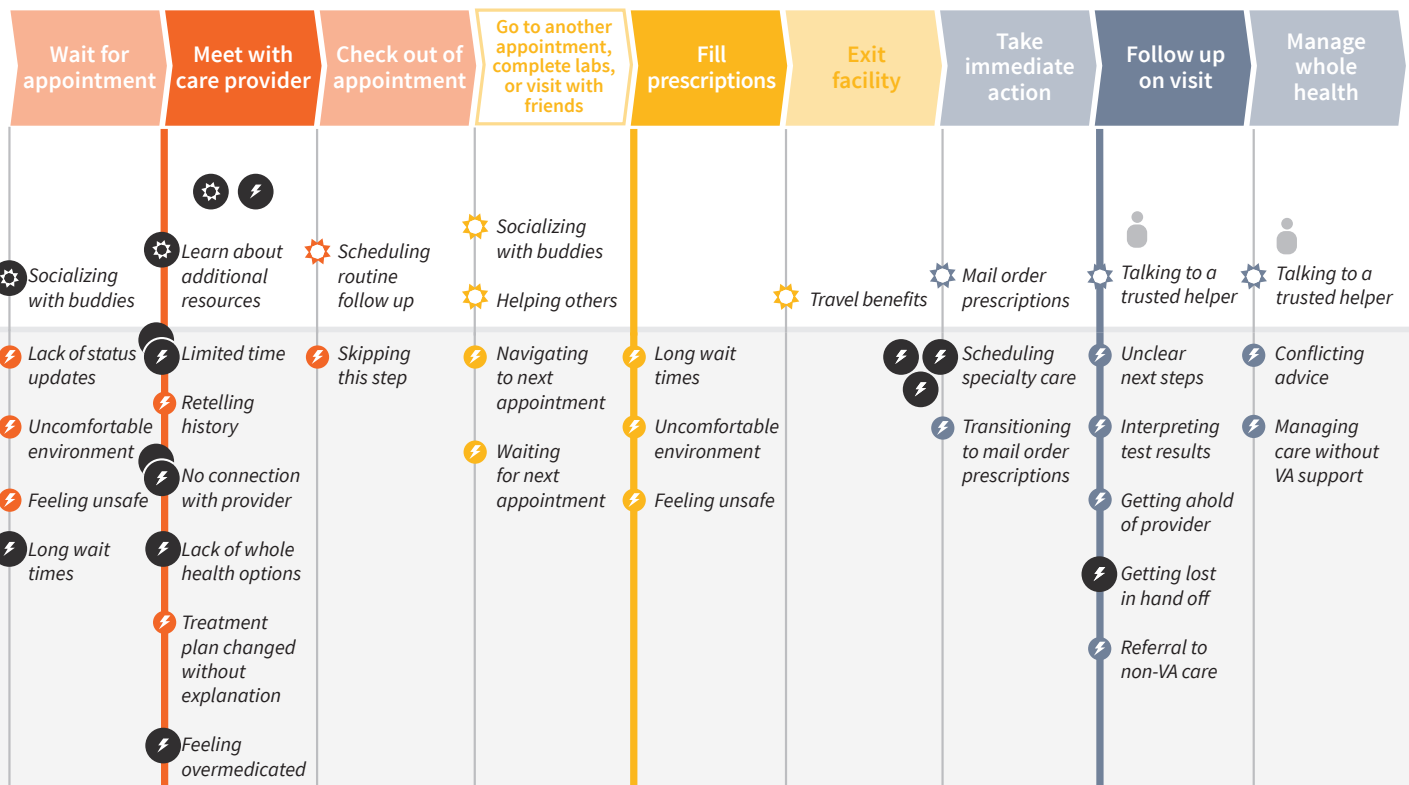 Wait for
appointment
Meet with
care provider
Check out of
appointment
Go to another
appointment,
complete labs,
or visit with
friends
Fill
prescriptions
Exit
facility
Take
immediate
action
Follow up
on visit
Manage
whole
health
Socializing
with buddies
Learn about
additional
resources
Scheduling
routine
follow up
Socializing
with buddies
Helping others
Travel benefits
Mail order
prescriptions
Talking to a
trusted helper
Talking to a
trusted helper
Lack of status
updates
Uncomfortable
environment
Feeling unsafe
Long wait
times
Limited time
Retelling
history
No connection
with provider
Lack of whole
health options
Treatment
plan changed
without
explanation
Feeling
overmedicated
Skipping
this step
Navigating
to next
appointment
Waiting
for next
appointment
Long wait
times
Uncomfortable
environment
Feeling unsafe
Scheduling
specialty care
Transitioning
to mail order
prescriptions
Unclear
next steps
Interpreting
test results
Getting ahold
of provider
Getting lost
in hand off
Referral to
non-VA care
Conflicting
advice
Managing
care without
VA support